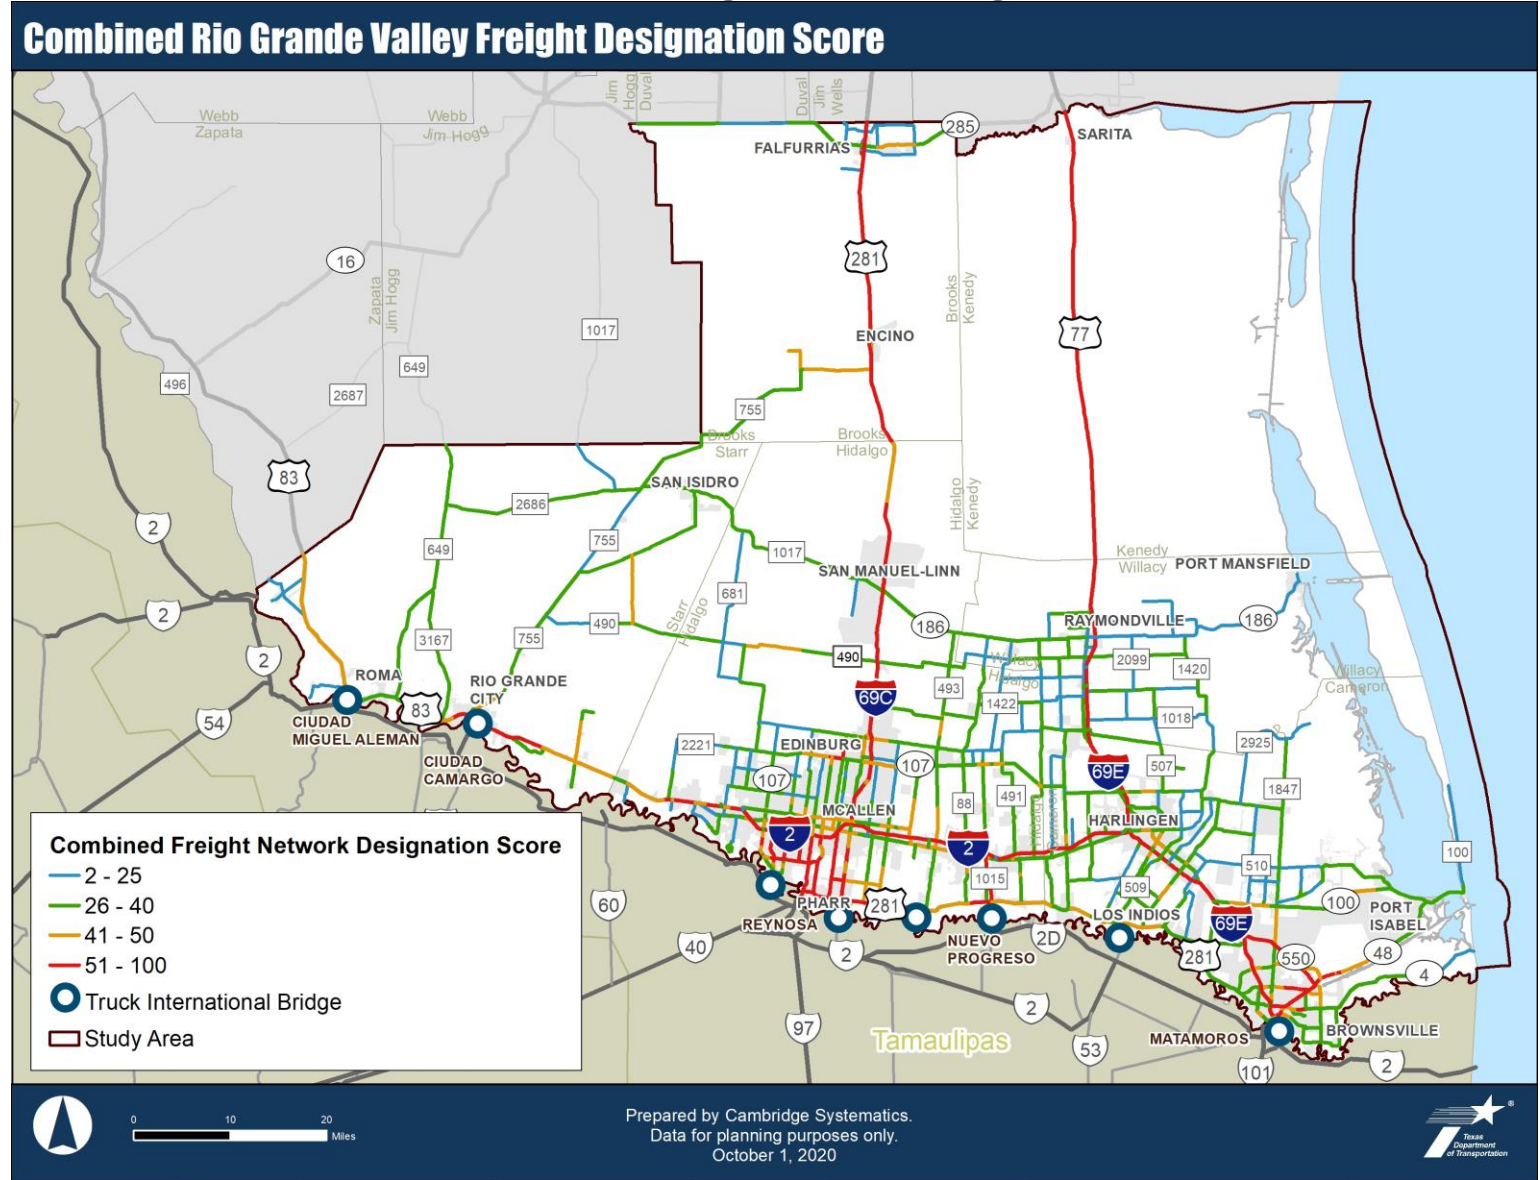 Combined Rio Grande Valley Freight Designation Score
Webb
Zapata
Webb
Jim Hogg
Jim
Hogg
Duval
Duval
Jim
Wells
285
SARITA
FALFURRIAS
16
281
Zapata
Jim Hogg
Brooks
Kenedy
1017
ENCINO
77
649
496
2687
755
Brooks
Starr
Brooks
Hidalgo
83
SAN ISIDRO
2686
Hidalgo
Kenedy
2
649
755
1017
Kenedy
Willacy
PORT MANSFIELD
SAN MANUEL-LINN
681
2
3167
755
490
Starr
Hidalgo
186
RAYMONDVILLE
186
2
490
Willacy
Hidalgo
2099
1420
Willacy
Cameron
ROMA
RIO GRANDE
CITY
69C
493
1422
83
54
CIUDAD
MIGUEL ALEMAN
1018
2221
EDINBURG
2925
CIUDAD
CAMARGO
107
107
69E
507
88
491
1847
MCALLEN
Hidalgo
Cameron
HARLINGEN
2
2
100
510
1015
509
60
PHARR
281
100
PORT
ISABEL
REYNOSA
LOS INDIOS
69E
40
2
NUEVO
PROGRESO
2D
281
550
48
4
2
97
Tamaulipas
53
MATAMOROS
BROWNSVILLE
101
2
Combined Freight Network Designation Score
2 - 25
26 - 40
41 - 50
51 - 100
Truck International Bridge
Study Area
0 10 20
Miles
Prepared by Cambridge Systematics.
Data for planning purposes only.
October 1, 2020
®
Texas
Department
of Transportation